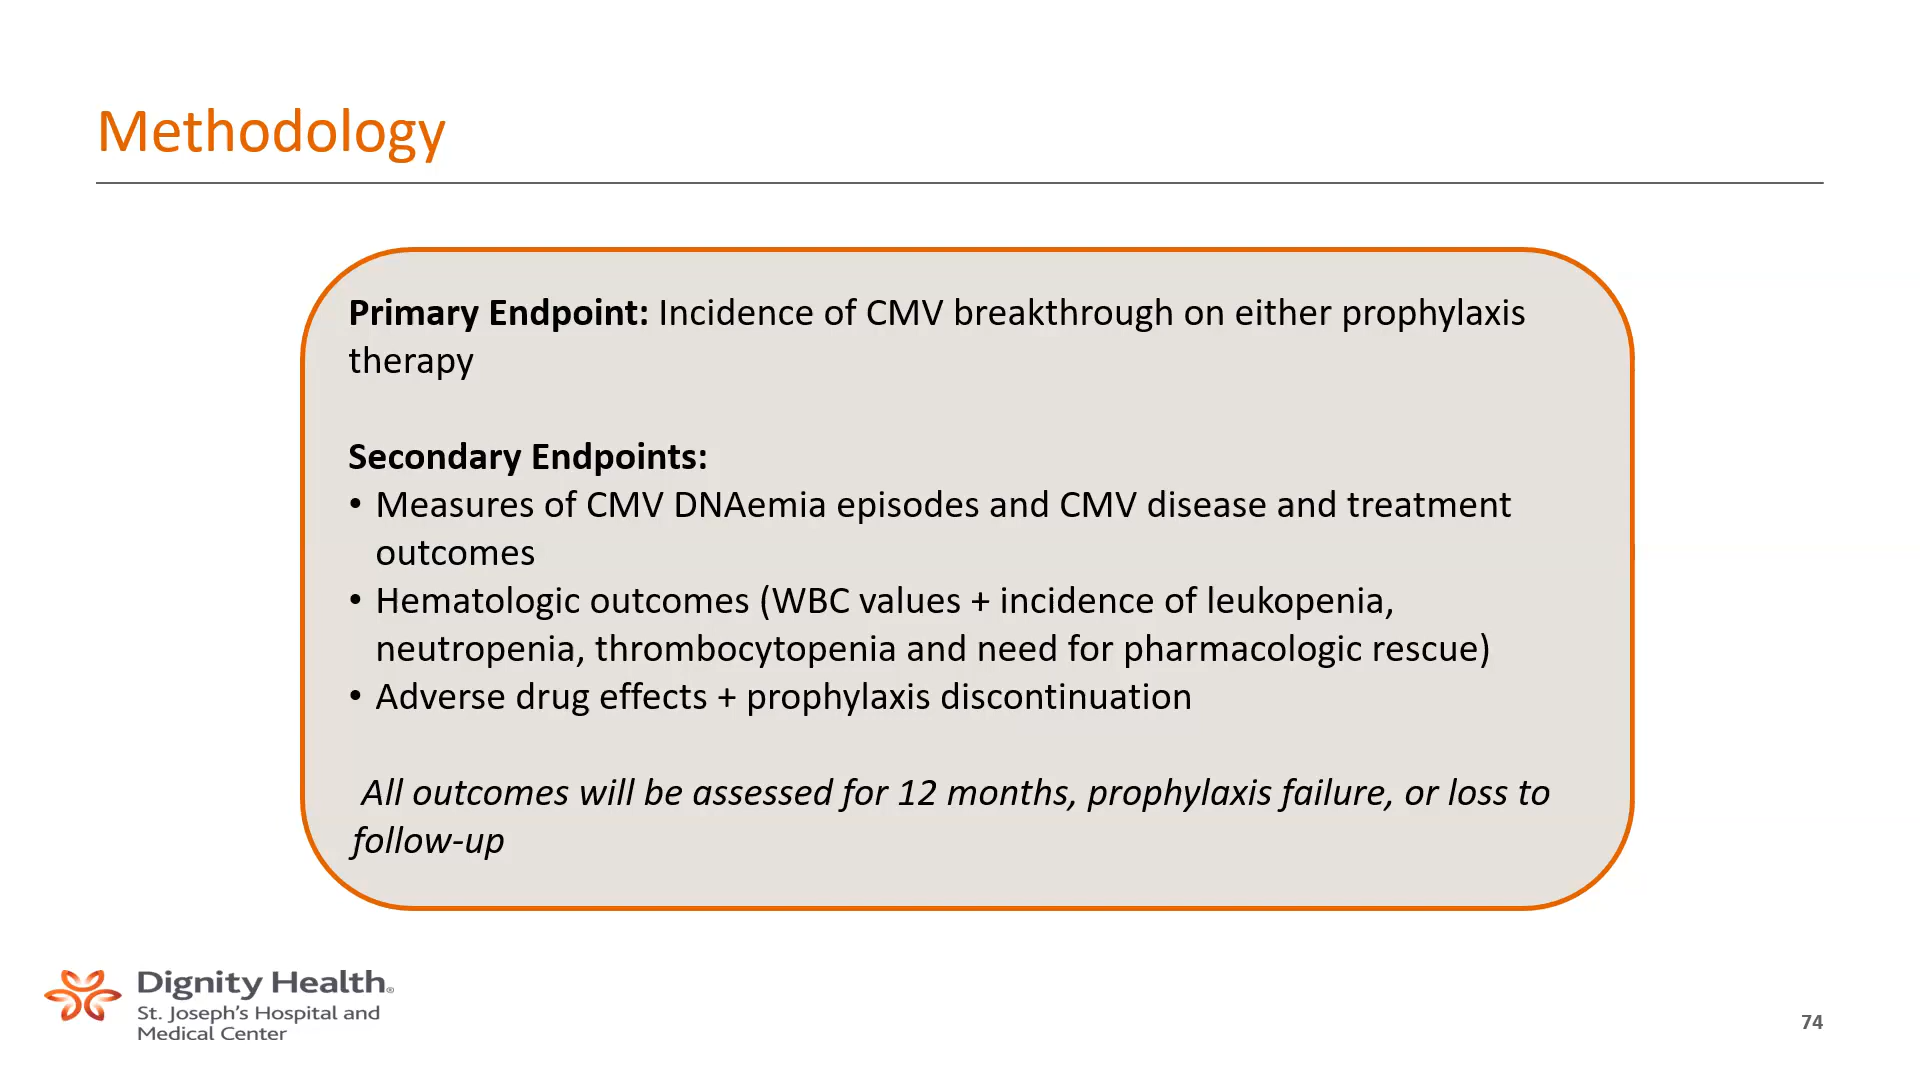 Methodology
Primary Endpoint: Incidence of CMV breakthrough on either prophylaxis
therapy
Secondary Endpoints:
• Measures of CMV DNAemia episodes and CMV disease and treatment
outcomes
• Hematologic outcomes (WBC values + incidence of leukopenia,
neutropenia, thrombocytopenia and need for pharmacologic rescue)
• Adverse drug effects + prophylaxis discontinuation
All outcomes will be assessed for 12 months, prophylaxis failure, or loss to
follow-up
Dignity Health®
St. Joseph's Hospital and
Medical Center
74